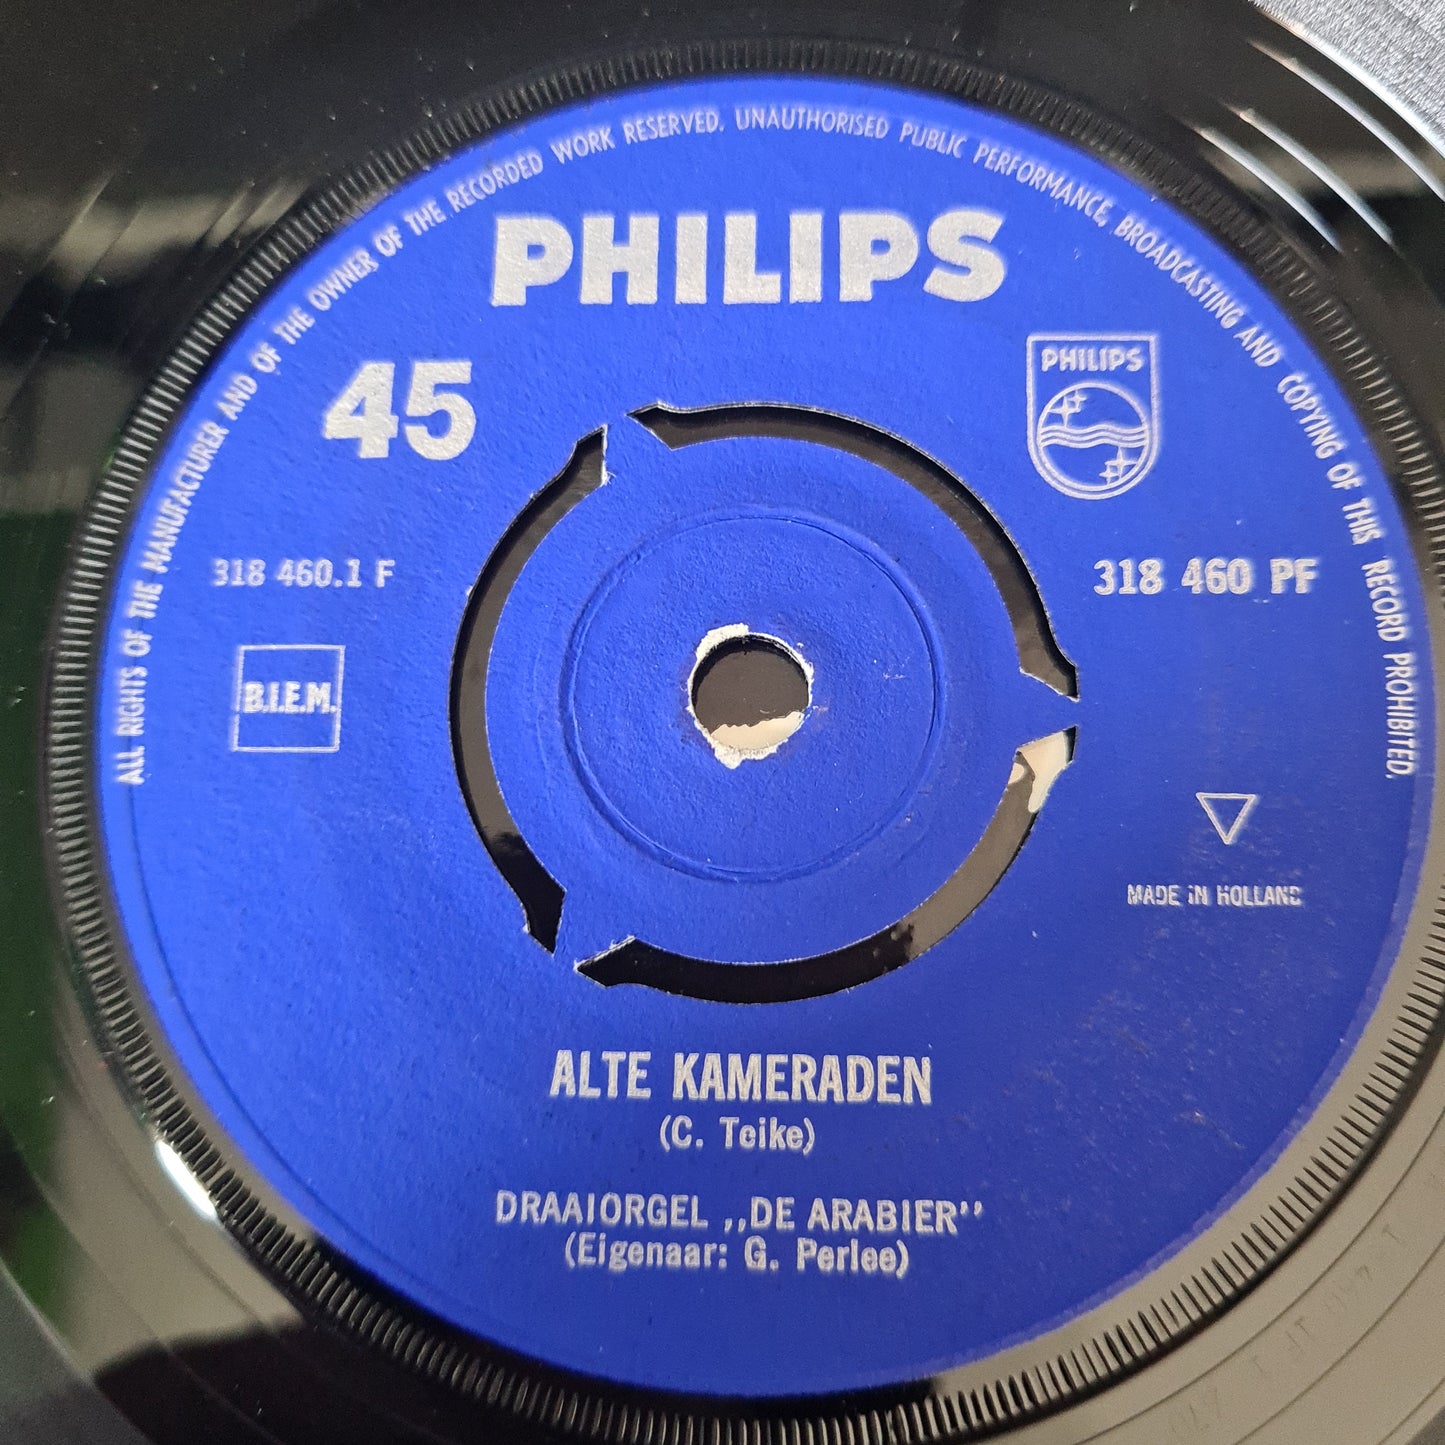 ALL RIGHTS OF THE MANUFACTURER AND OF THE OWNER OF THE RECORDED WORK RESERVED. UNAUTHORISED PUBLIC PERFORMANCE, BROADCASTING AND COPYING OF THIS RECORD PROHIBITED.
PHILIPS
45
PHILIPS
318 460.1 F
318 460 PF
B.I.E.M.
MADE IN HOLLAND
ALTE KAMERADEN
(C. Teike)
DRAAIORGEL „DE ARABIER”
(Eigenaar: G. Perlee)